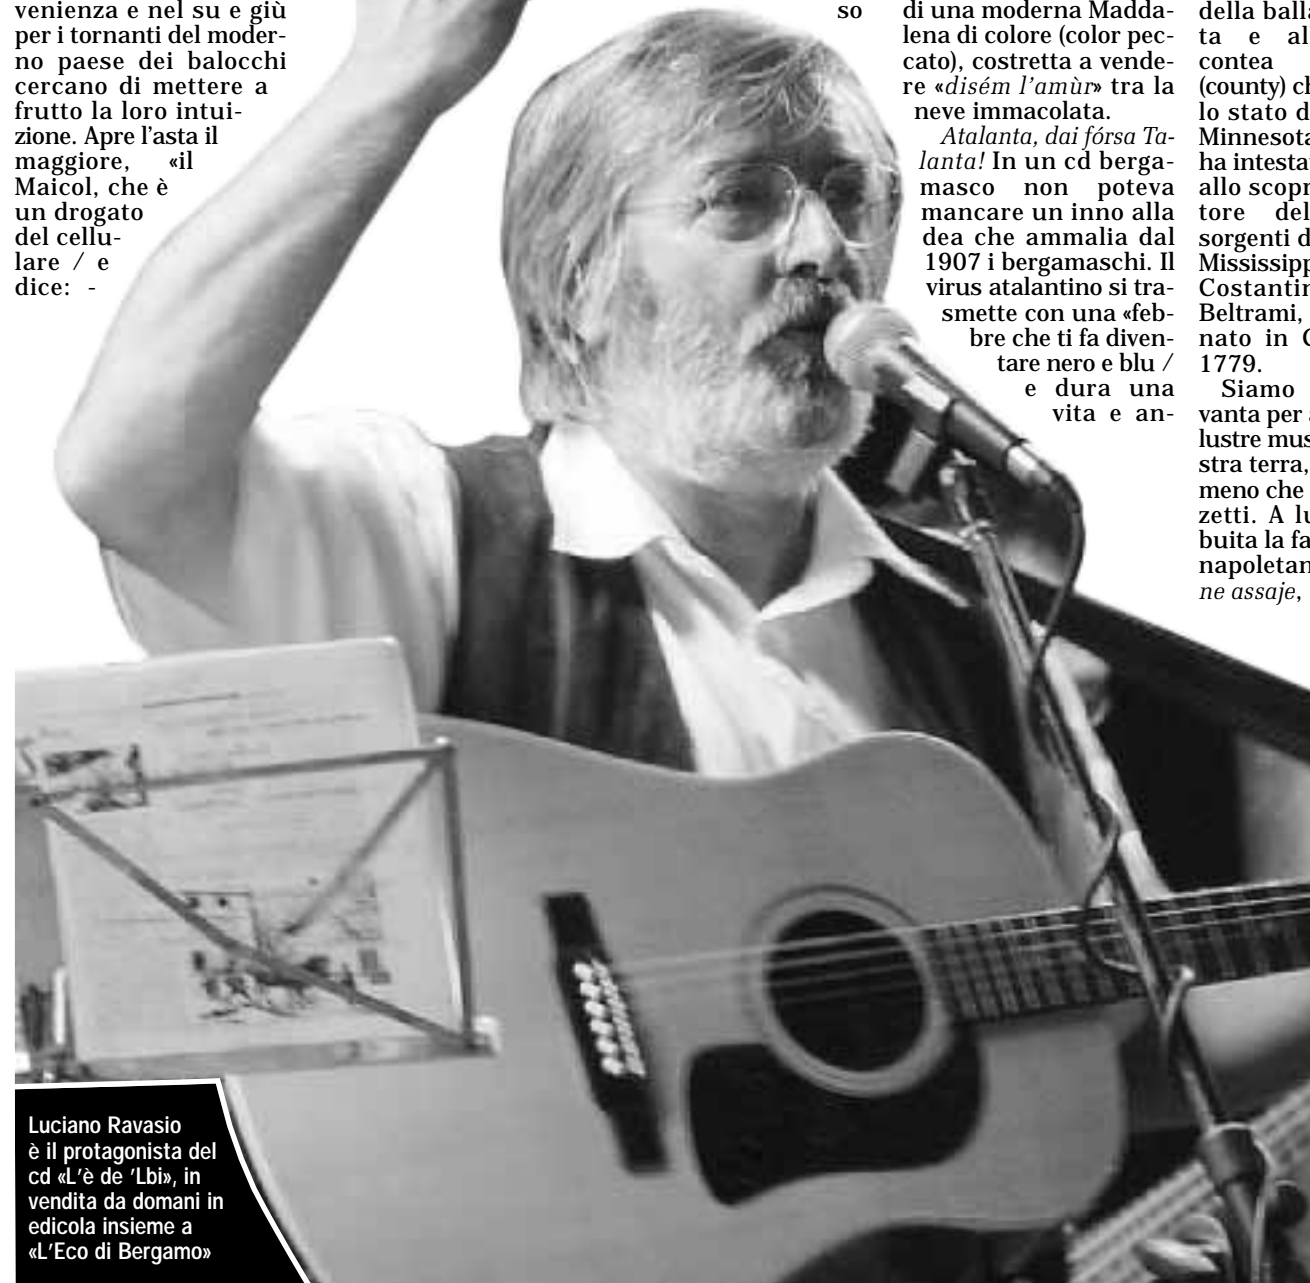 venienza e nel su e giù
per i tornanti del moder-
no paese dei balocchi
cercano di mettere a
frutto la loro intui-
zione. Apre l'asta il
maggiore, «il
Maicol, che è
un drogato
del cellu-
lare / e
dice: -
so
di una moderna Madda-
lena di colore (color pec-
cato), costretta a vende-
re «disém l'amùr» tra la
neve immacolata.
Atalanta, dai fórsa Ta-
lanta! In un cd berga-
masco non poteva
mancare un inno alla
dea che ammalia dal
1907 i bergamaschi. Il
virus atalantino si tra-
smette con una «feb-
bre che ti fa diven-
tare nero e blu /
e dura una
vita e an-
della balla
ta e al
contea
(county) ch
lo stato d
Minnesota
ha intesta
allo scopr
tore del
sorgenti d
Mississipp
Costantin
Beltrami,
nato in C
1779.
Siamo
vanta per a
lustre mus
stra terra,
meno che
zetti. A lu
buita la fa
napoletan
ne assaje,
Luciano Ravasio
è il protagonista del
cd «L'è de 'Lbi», in
vendita da domani in
edicola insieme a
«L'Eco di Bergamo»